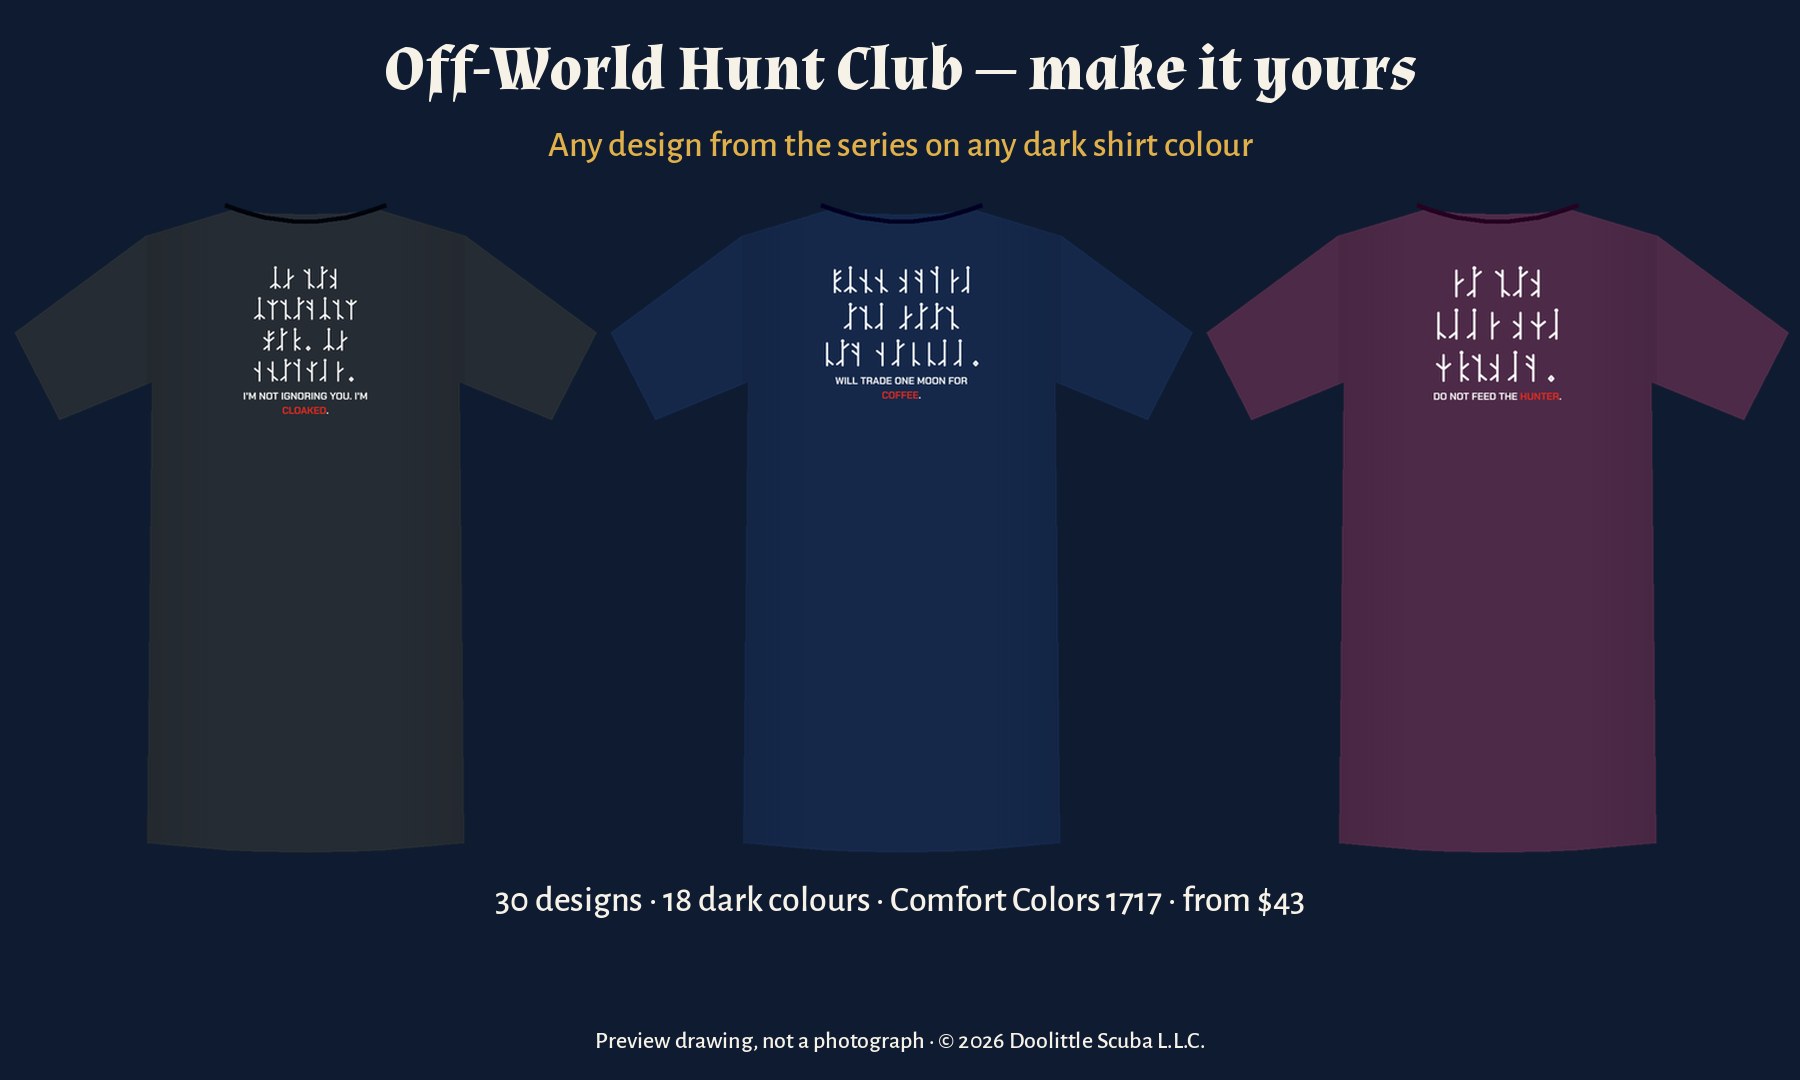 Off-World Hunt Club — make it yours
Any design from the series on any dark shirt colour
I'M NOT IGNORING YOU. I'M
CLOAKED.
WILL TRADE ONE MOON FOR
COFFEE.
DO NOT FEED THE HUNTER.
30 designs · 18 dark colours · Comfort Colors 1717 · from $43
Preview drawing, not a photograph · © 2026 Doolittle Scuba L.L.C.